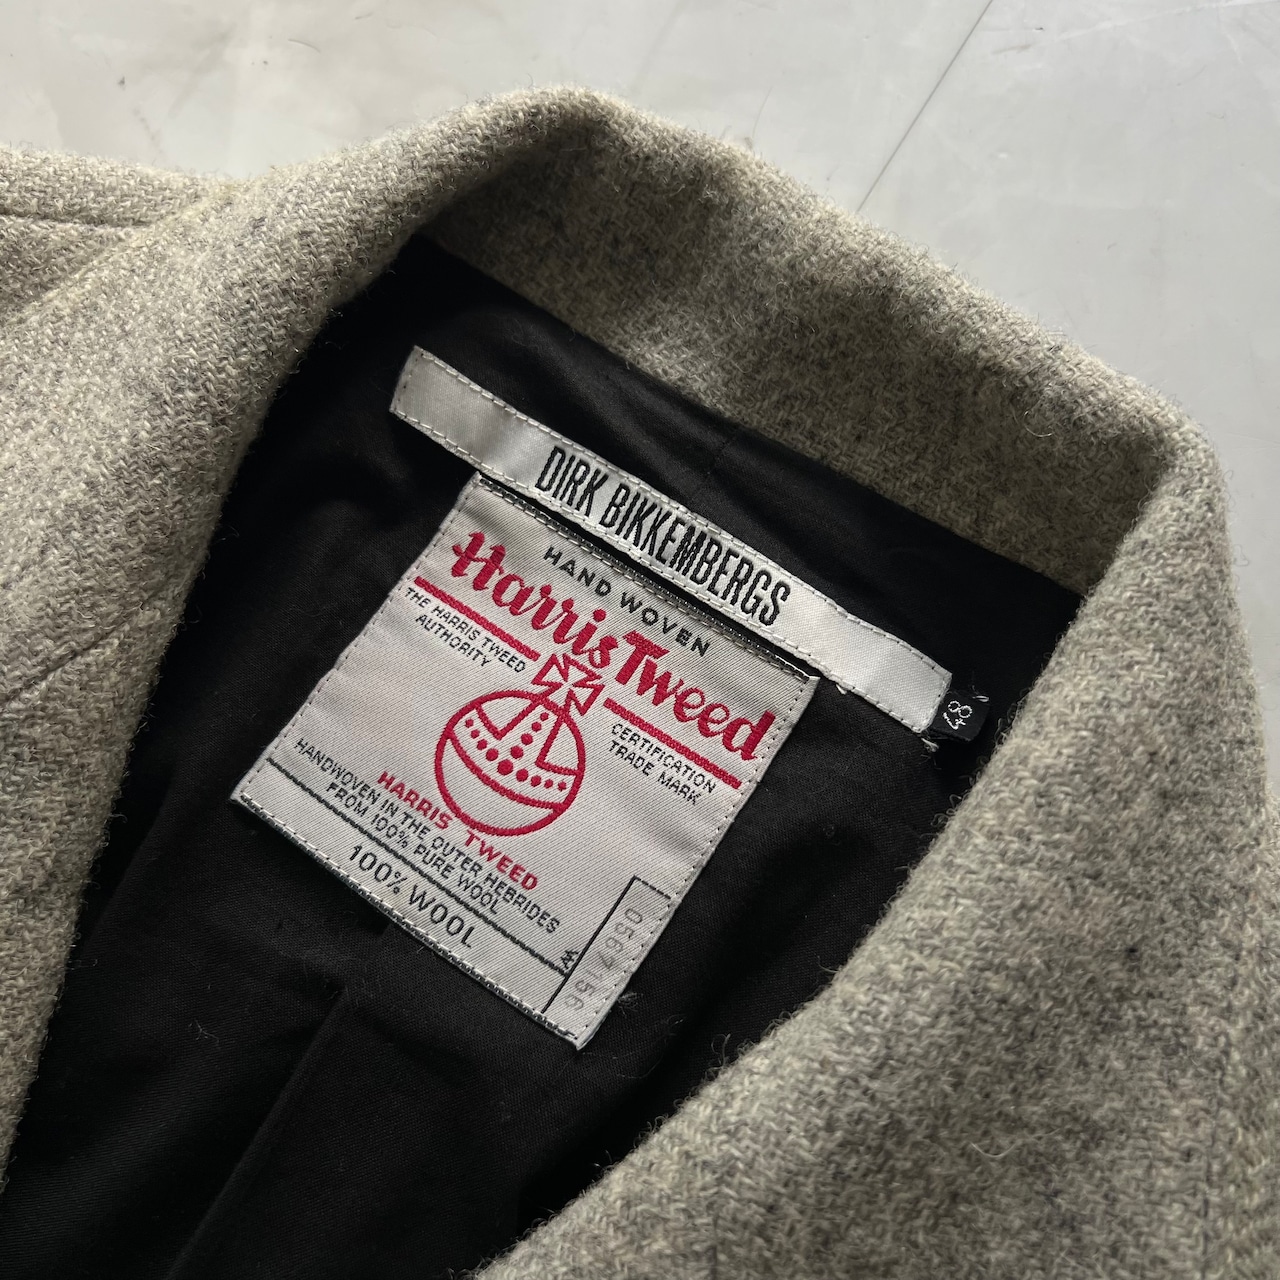 DIRK BIKKEMBERGS
48
HAND WOVEN
Harris Tweed
THE HARRIS TWEED
AUTHORITY
CERTIFICATION
TRADE MARK
HARRIS TWEED
HANDWOVEN IN THE OUTER HEBRIDES
FROM 100% PURE WOOL
100% WOOL
W
0567156